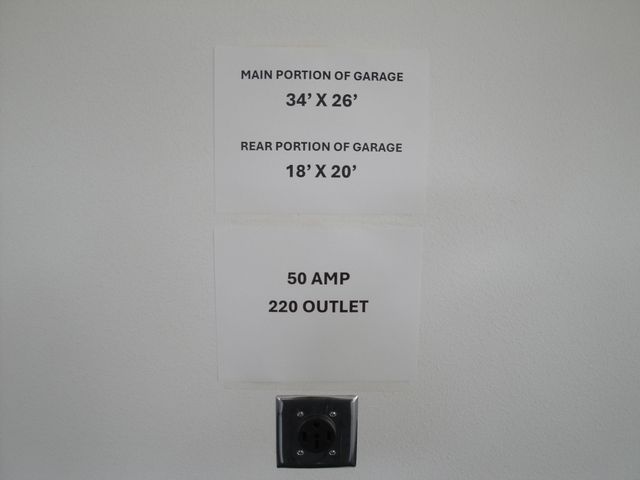 MAIN PORTION OF GARAGE
34’ X 26’
REAR PORTION OF GARAGE
18’ X 20’
50 AMP
220 OUTLET